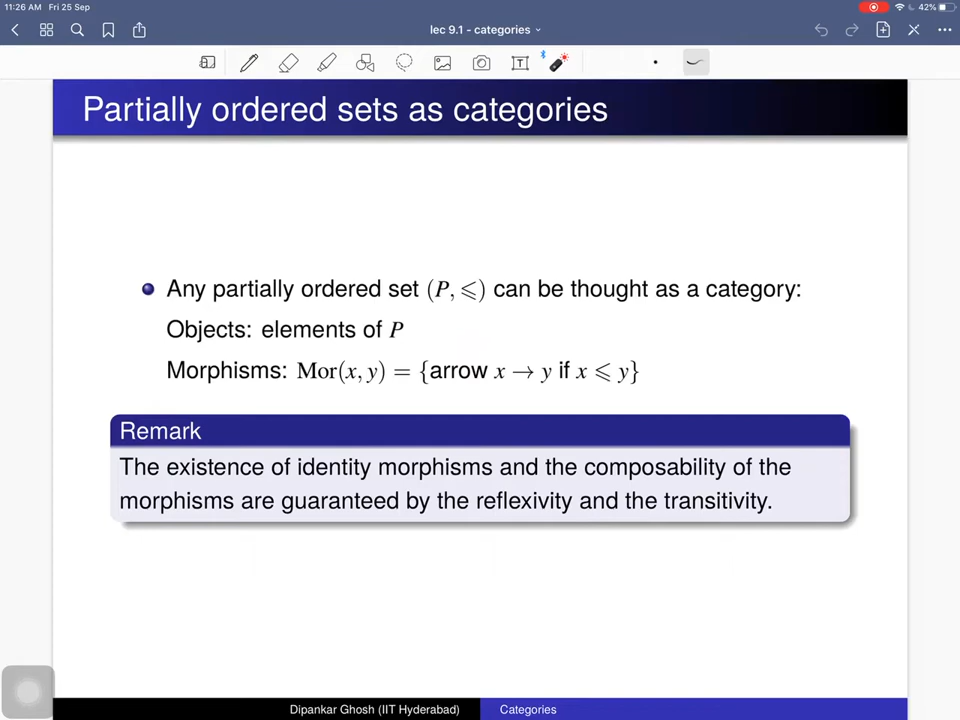 11:26 AM Fri 25 Sep
42%
lec 9.1 - categories
T
Partially ordered sets as categories
Any partially ordered set (P, ⩽) can be thought as a category:
Objects: elements of P
Morphisms: Mor(x, y) = {arrow x → y if x ⩽ y}
Remark
The existence of identity morphisms and the composability of the
morphisms are guaranteed by the reflexivity and the transitivity.
Dipankar Ghosh (IIT Hyderabad)
Categories